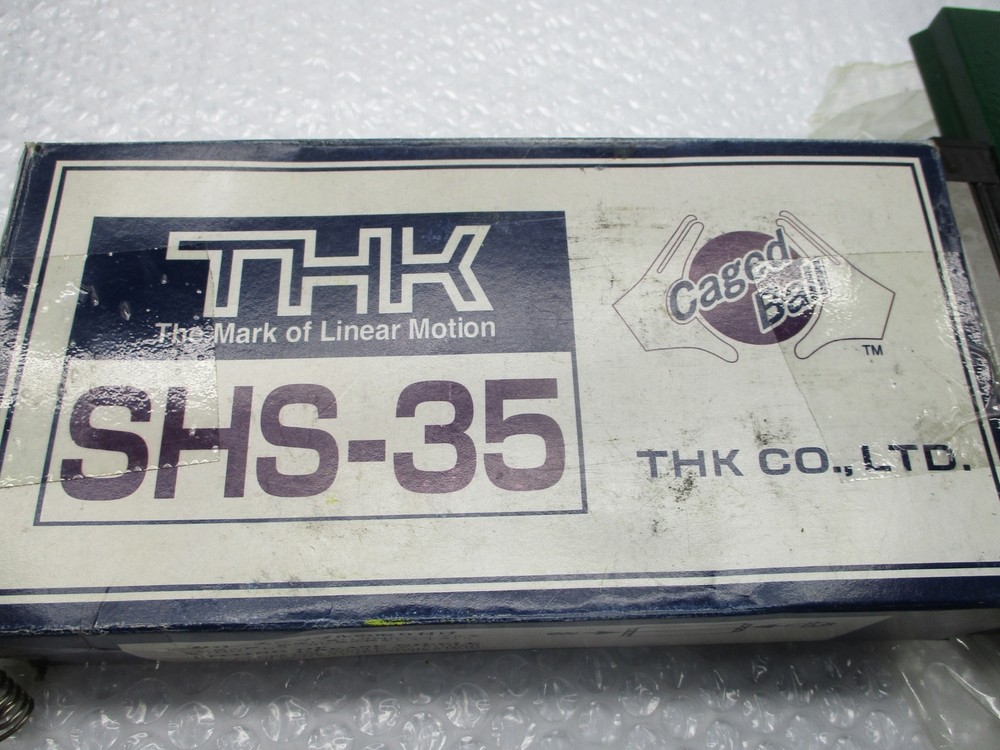 THK
The Mark of Linear Motion
SHS-35
Caged
Ball
TM
THK CO., LTD.